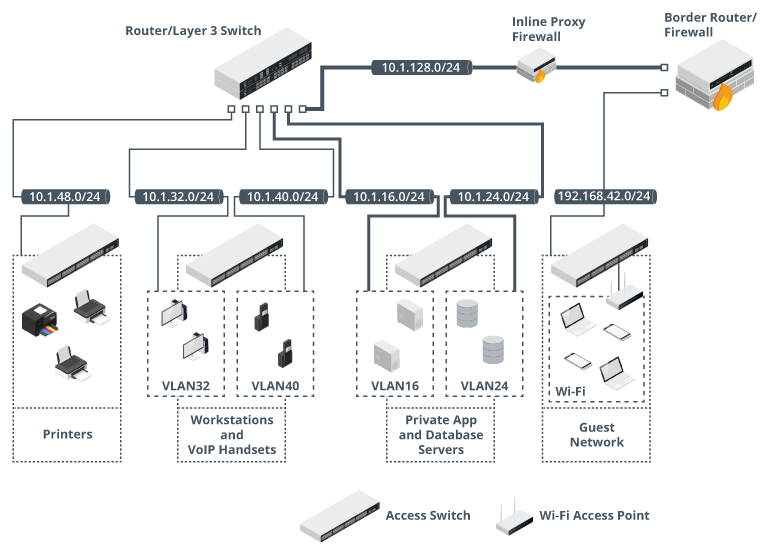 Router/Layer 3 Switch
Inline Proxy
Firewall
Border Router/
Firewall
10.1.128.0/24
10.1.48.0/24
10.1.32.0/24
10.1.40.0/24
10.1.16.0/24
10.1.24.0/24
192.168.42.0/24
VLAN32
VLAN40
VLAN16
VLAN24
Wi-Fi
Printers
Workstations
and
VoIP Handsets
Private App
and Database
Servers
Guest
Network
Access Switch
Wi-Fi Access Point